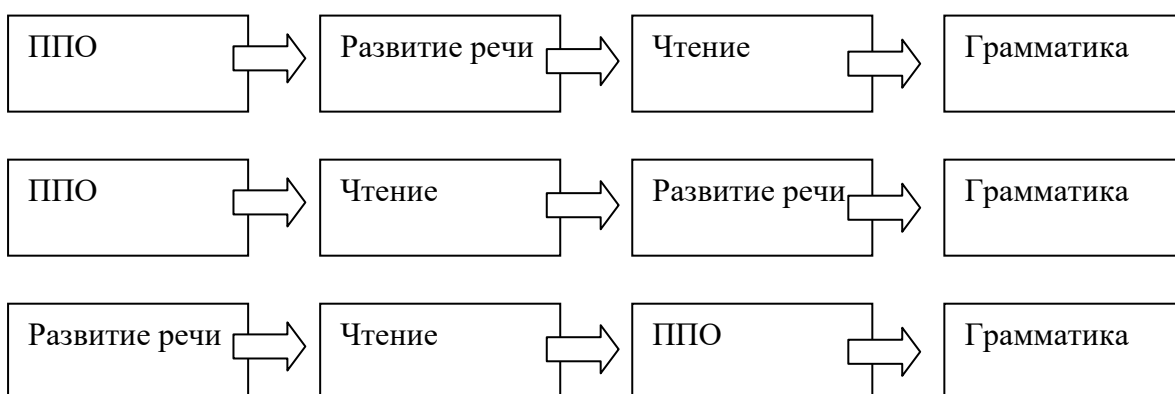 ППО Развитие речи Чтение Грамматика
ППО Чтение Развитие речи Грамматика
Развитие речи Чтение ППО Грамматика